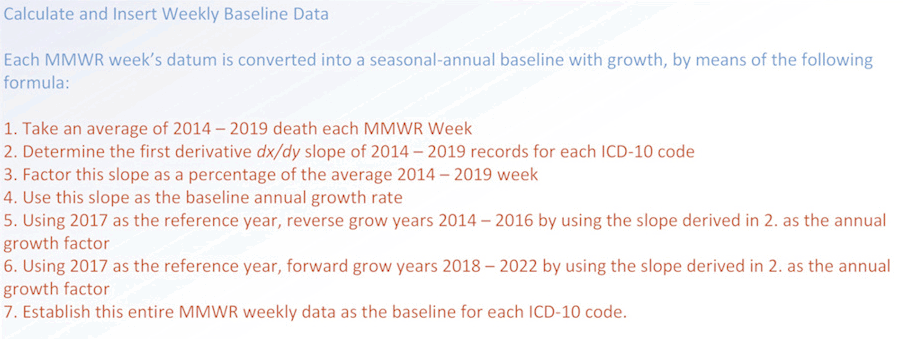 Calculate and Insert Weekly Baseline Data
Each MMWR week’s datum is converted into a seasonal-annual baseline with growth, by means of the following
formula:
1. Take an average of 2014 – 2019 death each MMWR Week
2. Determine the first derivative dx/dy slope of 2014 – 2019 records for each ICD-10 code
3. Factor this slope as a percentage of the average 2014 – 2019 week
4. Use this slope as the baseline annual growth rate
5. Using 2017 as the reference year, reverse grow years 2014 – 2016 by using the slope derived in 2. as the annual
growth factor
6. Using 2017 as the reference year, forward grow years 2018 – 2022 by using the slope derived in 2. as the annual
growth factor
7. Establish this entire MMWR weekly data as the baseline for each ICD-10 code.